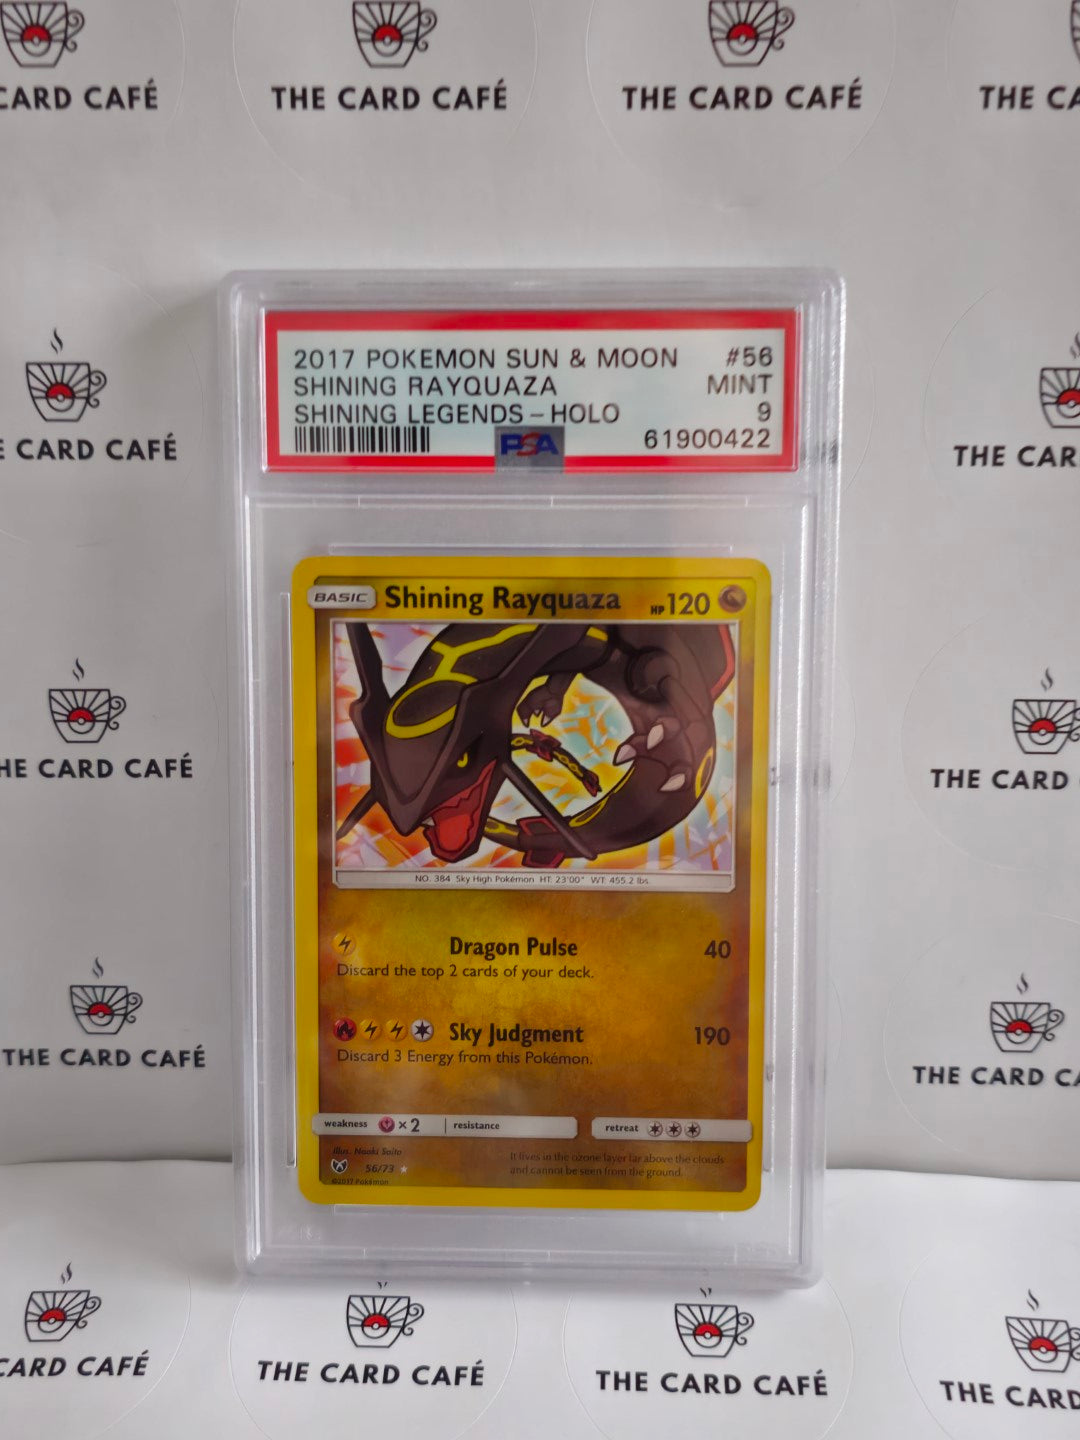 CARD CAFÉ
THE CARD CAFÉ
THE CARD CAFÉ
THE CA
2017 POKEMON SUN & MOON #56
SHINING RAYQUAZA MINT
SHINING LEGENDS – HOLO 9
PSA 61900422
E CARD CAFÉ
THE CAR
BASIC Shining Rayquaza HP 120
HE CARD CAFÉ
THE CARD
NO. 384 Sky High Pokémon HT: 23'00" WT: 455.2 lbs.
Dragon Pulse 40
Discard the top 2 cards of your deck.
Sky Judgment 190
Discard 3 Energy from this Pokémon.
THE CARD CAFÉ
THE CARD CA
weakness ×2 resistance retreat
Illus. Naoki Saito
56/73
©2017 Pokémon
It lives in the ozone layer far above the clouds
and cannot be seen from the ground.
CARD CAFÉ
THE CARD CAFÉ
THE CARD CAFÉ
THE CARD